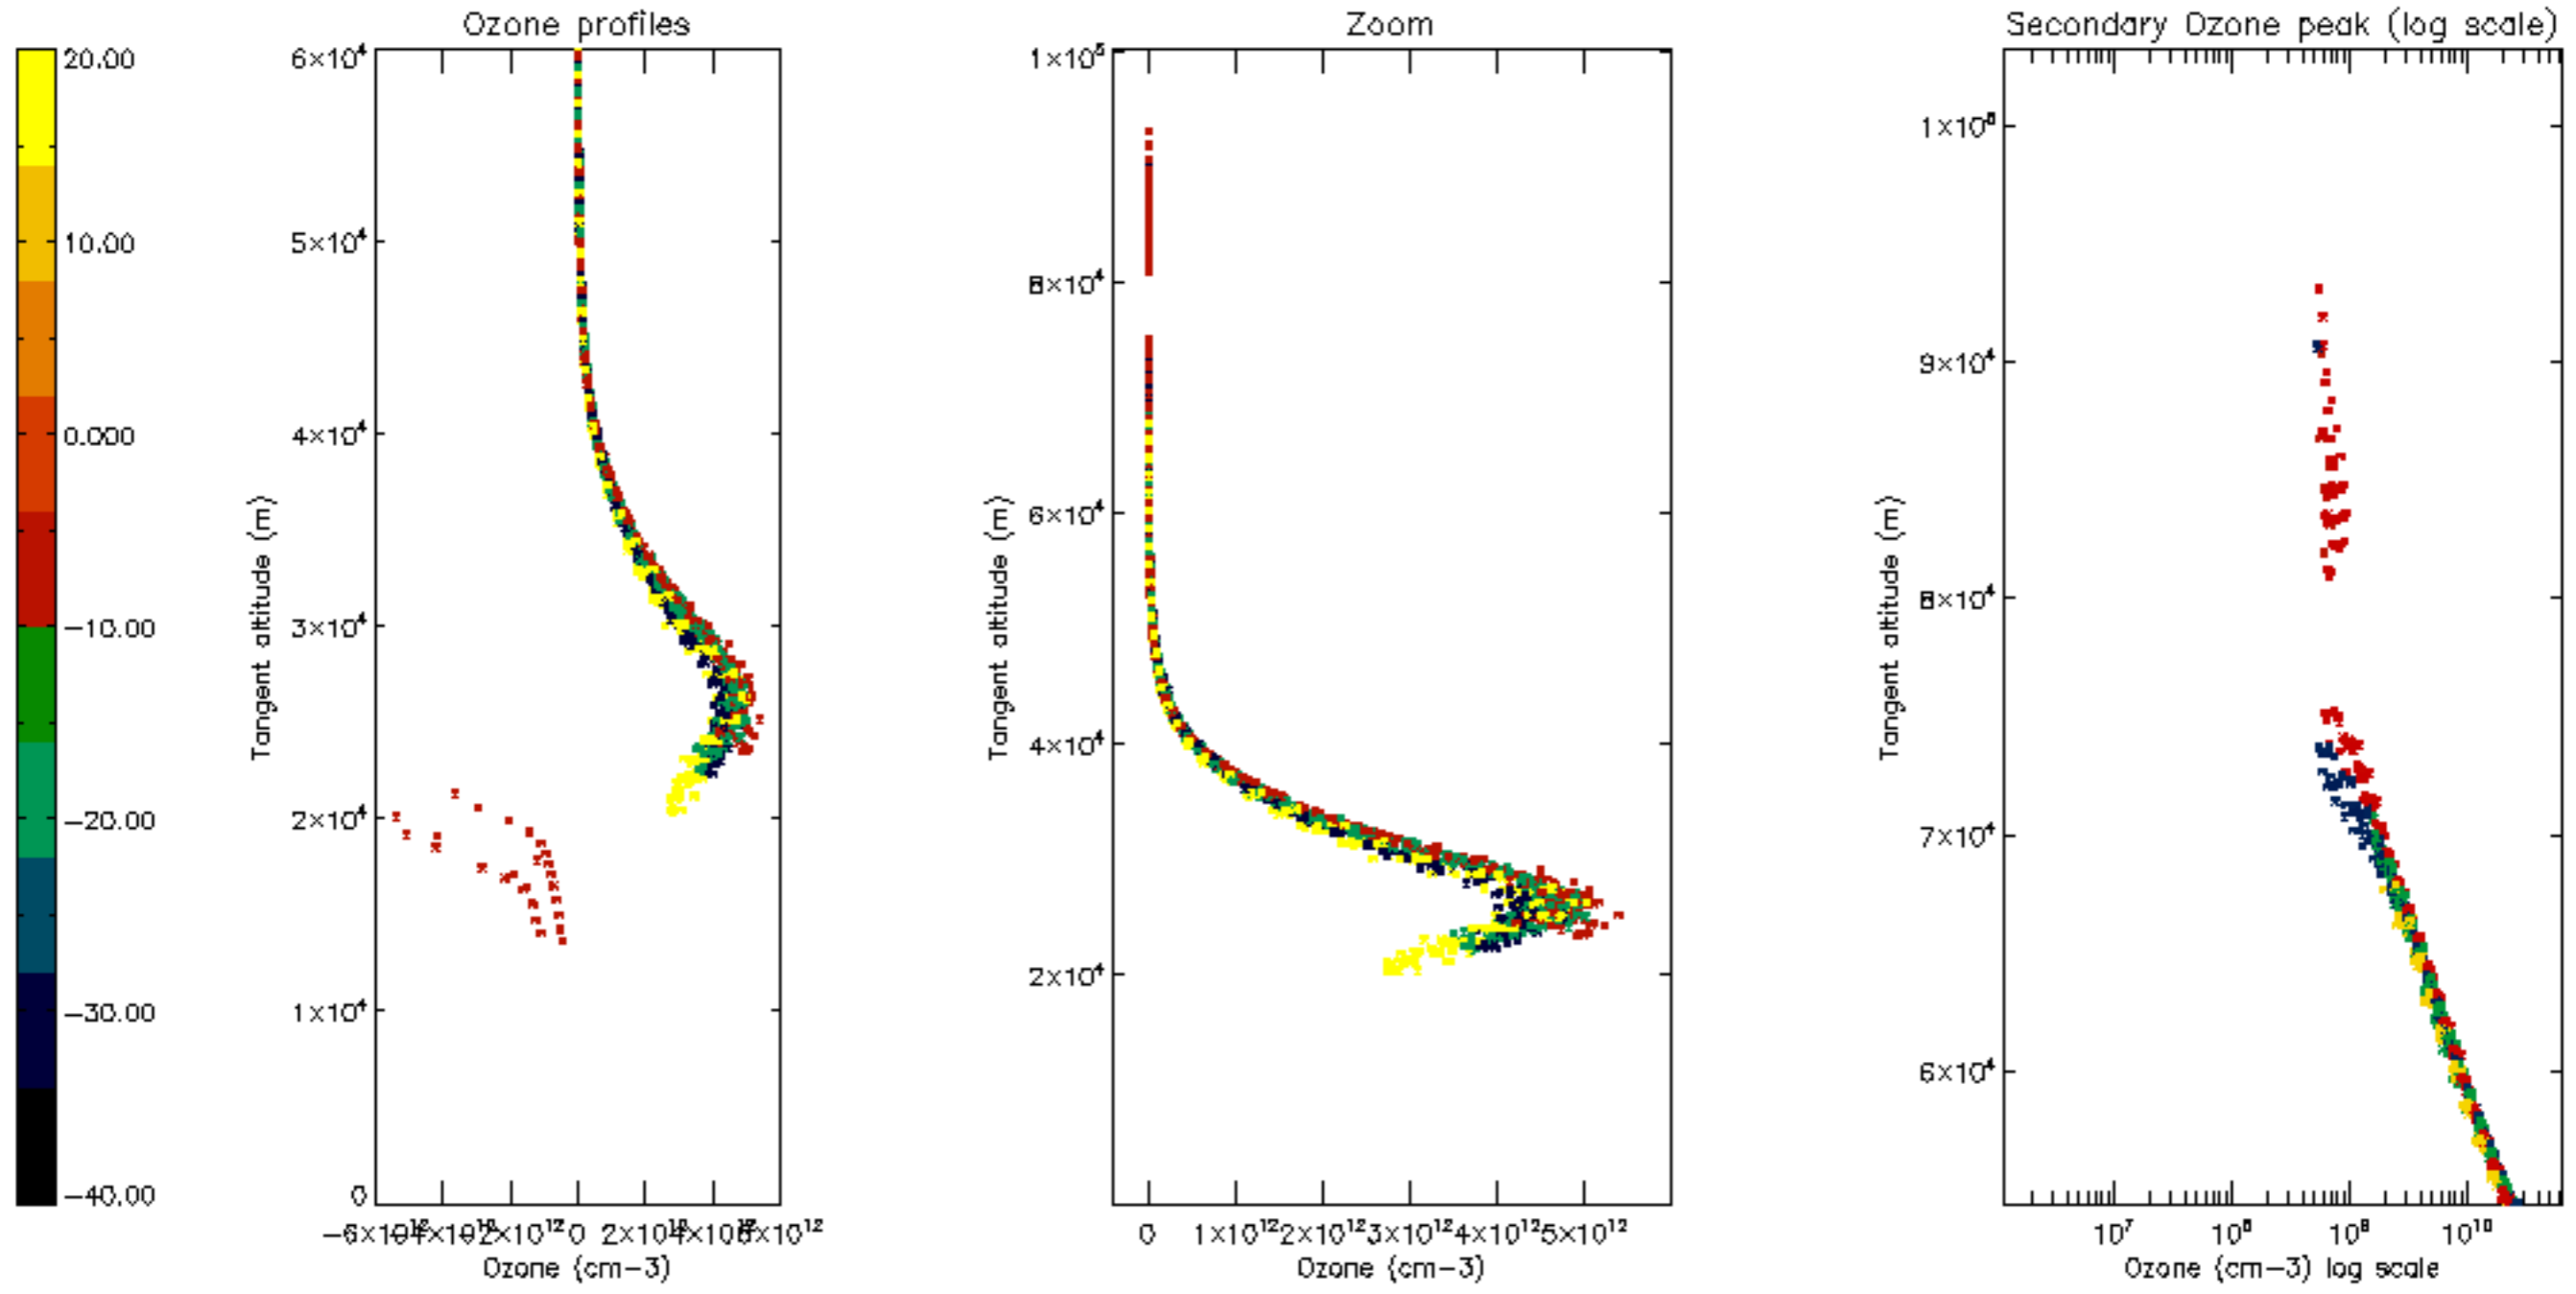 Ozone profiles
Zoom
Secondary Ozone peak (log scale)
20.00
10.00
0.000
−10.00
−20.00
−30.00
−40.00
6×10⁴
5×10⁴
4×10⁴
3×10⁴
2×10⁴
1×10⁴
0
Tangent altitude (m)
0
2×10¹²
6×10¹²
Ozone (cm−3)
1×10⁵
8×10⁴
6×10⁴
4×10⁴
2×10⁴
Tangent altitude (m)
0 1×10¹² 2×10¹² 3×10¹² 4×10¹² 5×10¹²
Ozone (cm−3)
1×10⁵
9×10⁴
8×10⁴
7×10⁴
6×10⁴
Tangent altitude (m)
10⁷ 10⁸ 10⁹ 10¹⁰
Ozone (cm−3) log scale